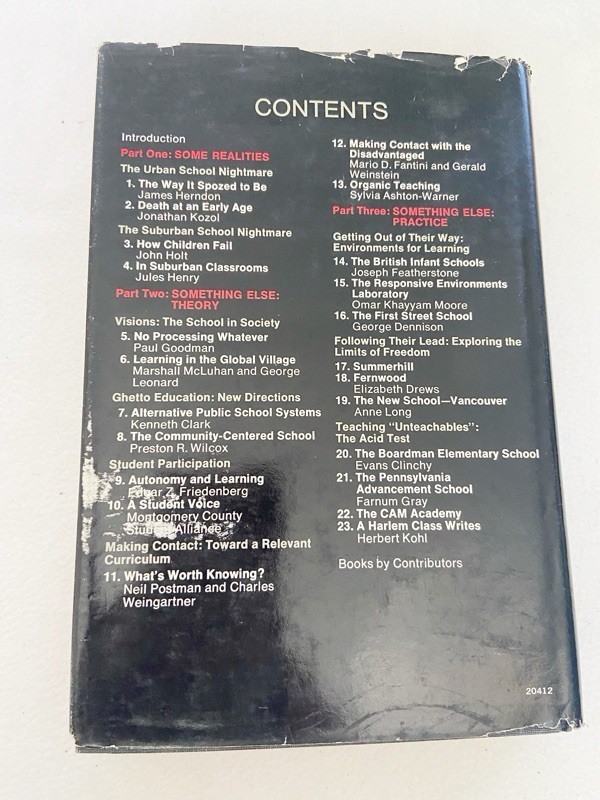 CONTENTS
Introduction
Part One: SOME REALITIES
The Urban School Nightmare
1. The Way It Spozed to Be
James Herndon
2. Death at an Early Age
Jonathan Kozol
The Suburban School Nightmare
3. How Children Fail
John Holt
4. In Suburban Classrooms
Jules Henry
Part Two: SOMETHING ELSE:
THEORY
Visions: The School in Society
5. No Processing Whatever
Paul Goodman
6. Learning in the Global Village
Marshall McLuhan and George
Leonard
Ghetto Education: New Directions
7. Alternative Public School Systems
Kenneth Clark
8. The Community-Centered School
Preston R. Wilcox
Student Participation
9. Autonomy and Learning
Edgar Z. Friedenberg
10. A Student Voice
Montgomery County
Student Alliance
Making Contact: Toward a Relevant
Curriculum
11. What's Worth Knowing?
Neil Postman and Charles
Weingartner
12. Making Contact with the
Disadvantaged
Mario D. Fantini and Gerald
Weinstein
13. Organic Teaching
Sylvia Ashton-Warner
Part Three: SOMETHING ELSE:
PRACTICE
Getting Out of Their Way:
Environments for Learning
14. The British Infant Schools
Joseph Featherstone
15. The Responsive Environments
Laboratory
Omar Khayyam Moore
16. The First Street School
George Dennison
Following Their Lead: Exploring the
Limits of Freedom
17. Summerhill
18. Fernwood
Elizabeth Drews
19. The New School—Vancouver
Anne Long
Teaching "Unteachables":
The Acid Test
20. The Boardman Elementary School
Evans Clinchy
21. The Pennsylvania
Advancement School
Farnum Gray
22. The CAM Academy
23. A Harlem Class Writes
Herbert Kohl
Books by Contributors
20412